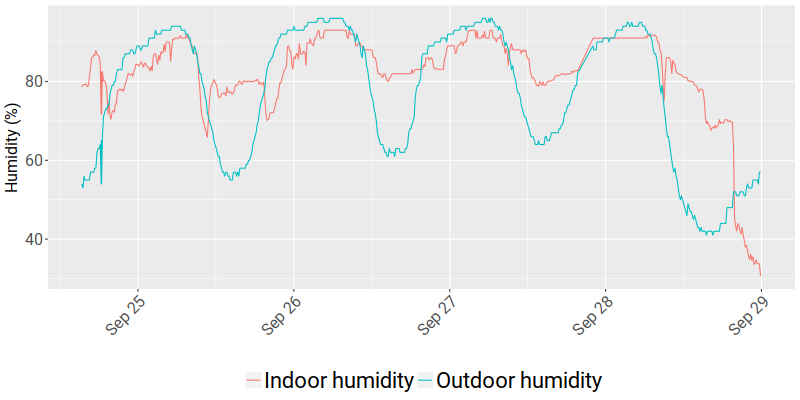 Humidity (%)
80
60
40
Sep 25
Sep 26
Sep 27
Sep 28
Sep 29
Indoor humidity
Outdoor humidity